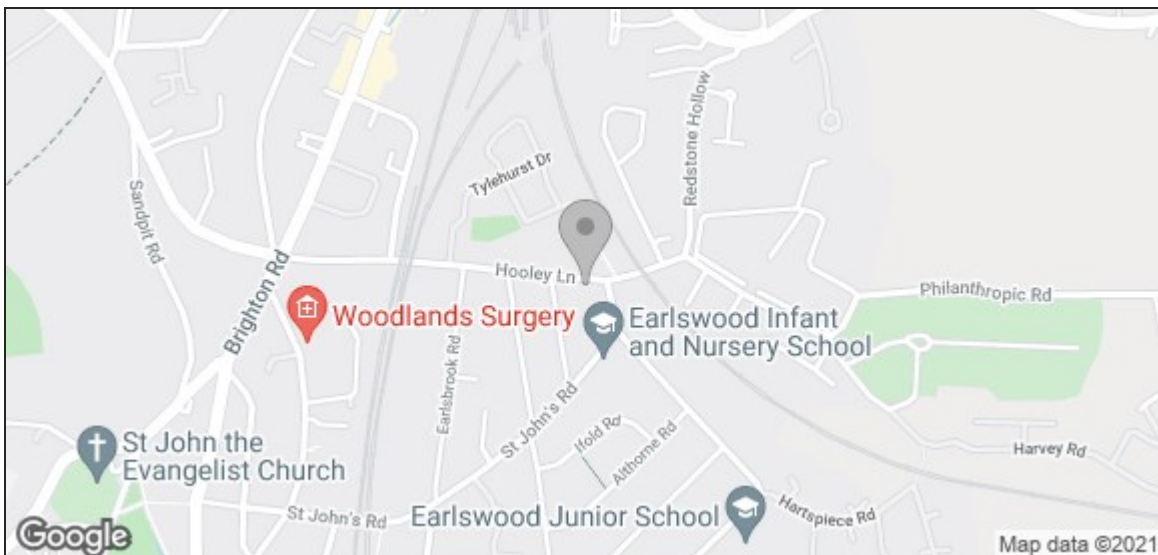 Redstone Hollow
Tylehurst Dr
Sandpit Rd
Hooley Ln
Brighton Rd
Philanthropic Rd
Woodlands Surgery
Earlswood Infant
and Nursery School
Earlsbrook Rd
St John's Rd
Ifold Rd
Althorne Rd
Harvey Rd
St John the
Evangelist Church
St John's Rd
Earlswood Junior School
Hartspiece Rd
Google
Map data ©2021